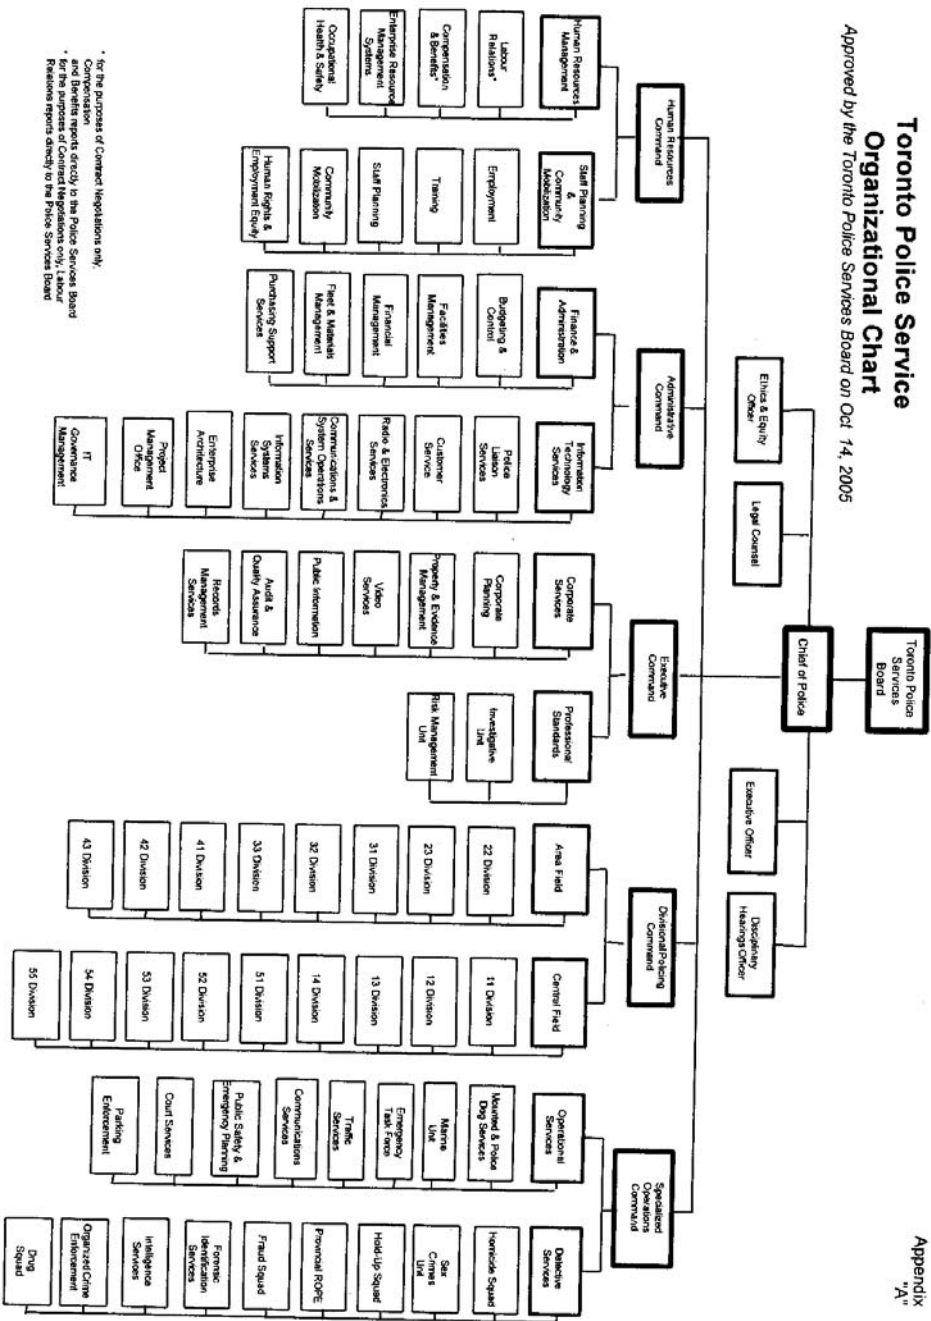 Appendix
"A"
Toronto Police Service
Organizational Chart
Approved by the Toronto Police Services Board on Oct 14, 2005
Toronto Police
Services
Board
Chief of Police
Ethics & Equity
Officer
Legal Counsel
Executive Officer
Disciplinary
Hearings Officer
Human Resources
Command
Administrative
Command
Executive
Command
Divisional Policing
Command
Specialized
Operations
Command
Human Resources
Management
Labour
Relations*
Compensation
& Benefits*
Enterprise Resource
Management
Systems
Occupational
Health & Safety
Staff Planning
&
Community
Mobilization
Employment
Training
Staff Planning
Community
Mobilization
Human Rights &
Employment Equity
Finance &
Administration
Budgeting &
Control
Facilities
Management
Financial
Management
Fleet & Materials
Management
Purchasing Support
Services
Information
Technology
Services
Police
Liaison
Services
Customer
Service
Radio & Electronics
Services
Communications &
System Operations
Services
Information
Systems
Services
Enterprise
Architecture
Project
Management
Office
IT
Governance
Management
Corporate
Services
Corporate
Planning
Property & Evidence
Management
Video
Services
Public Information
Audit &
Quality Assurance
Records
Management
Services
Professional
Standards
Investigative
Unit
Risk Management
Unit
Area Field
22 Division
23 Division
31 Division
32 Division
33 Division
41 Division
42 Division
43 Division
Central Field
11 Division
12 Division
13 Division
14 Division
51 Division
52 Division
53 Division
54 Division
55 Division
Operational
Services
Mounted & Police
Dog Services
Marine
Unit
Emergency
Task Force
Traffic
Services
Communications
Services
Public Safety &
Emergency Planning
Court Services
Parking
Enforcement
Detective
Services
Homicide Squad
Sex
Crimes
Unit
Hold-Up Squad
Provincial ROPE
Fraud Squad
Forensic
Identification
Services
Intelligence
Services
Organized Crime
Enforcement
Drug
Squad
* for the purposes of Contract Negotiations only,
Compensation
and Benefits reports directly to the Police Services Board
* for the purposes of Contract Negotiations only, Labour
Relations reports directly to the Police Services Board